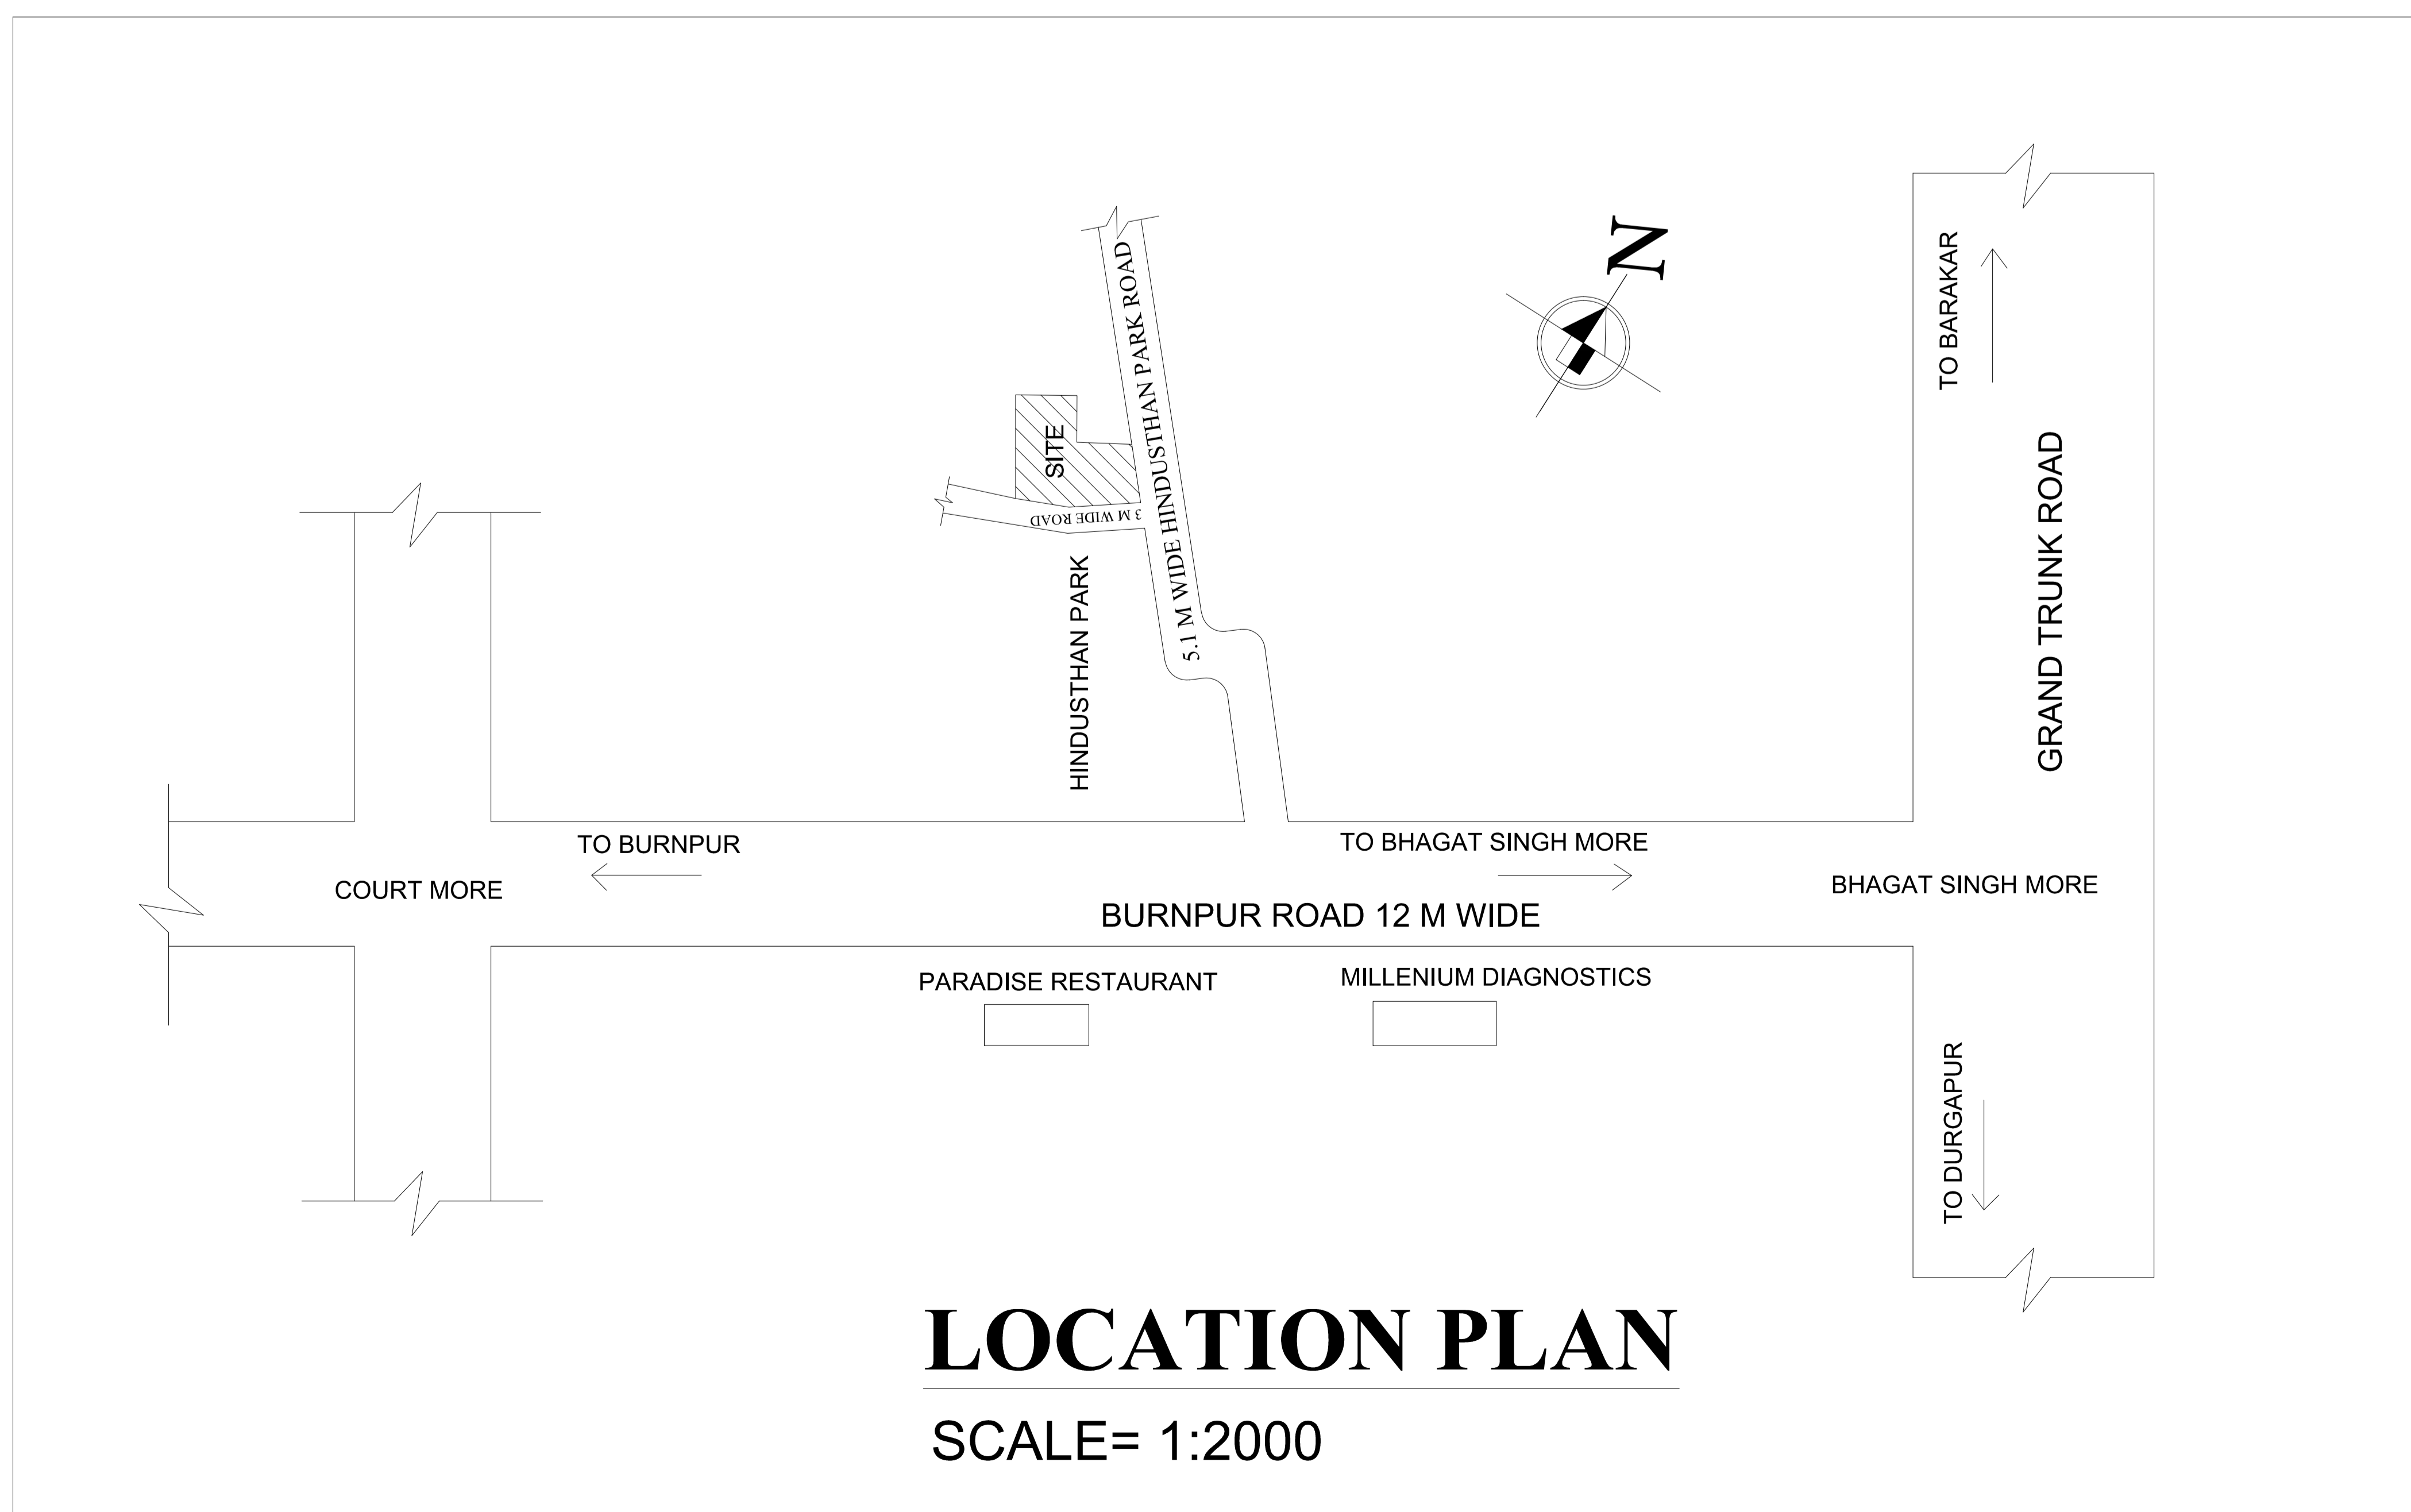 N
TO BARAKAR
GRAND TRUNK ROAD
5.1 M WIDE HINDUSTHAN PARK ROAD
SITE
3 M WIDE ROAD
HINDUSTHAN PARK
TO BURNPUR
TO BHAGAT SINGH MORE
COURT MORE
BHAGAT SINGH MORE
BURNPUR ROAD 12 M WIDE
PARADISE RESTAURANT
MILLENIUM DIAGNOSTICS
TO DURGAPUR
LOCATION PLAN
SCALE= 1:2000